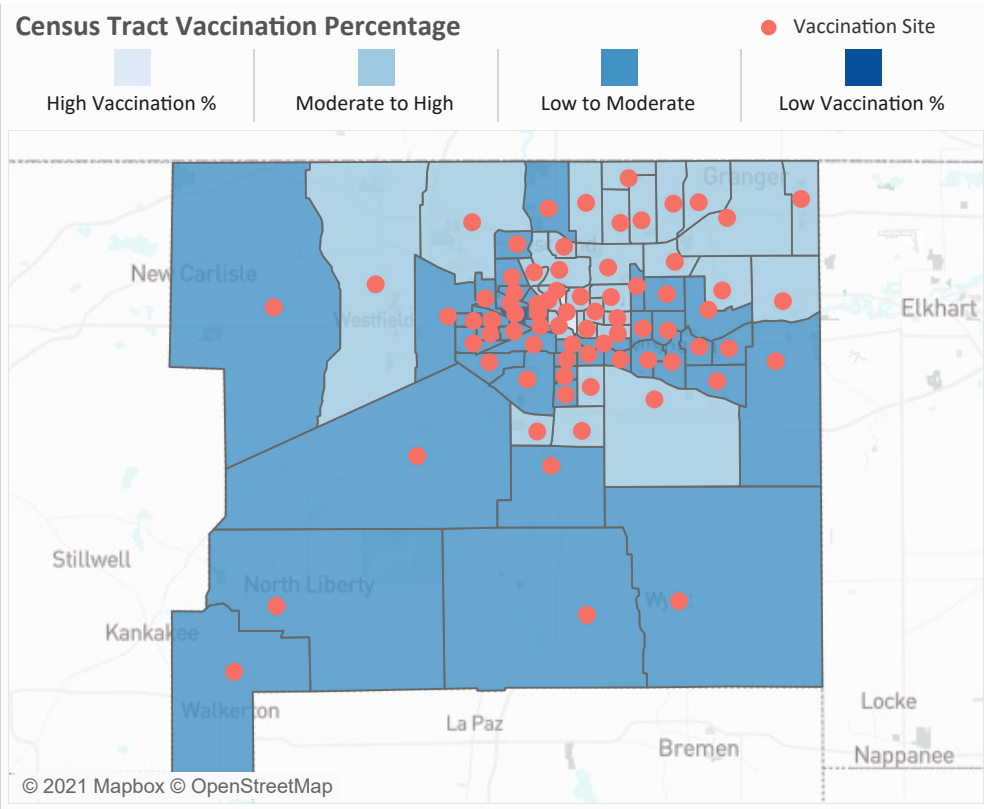 Census Tract Vaccination Percentage
Vaccination Site
High Vaccination %
Moderate to High
Low to Moderate
Low Vaccination %
Granger
New Carlisle
Elkhart
Westfield
Stillwell
North Liberty
Kankakee
Walkerton
La Paz
Locke
Bremen
Nappanee
© 2021 Mapbox © OpenStreetMap